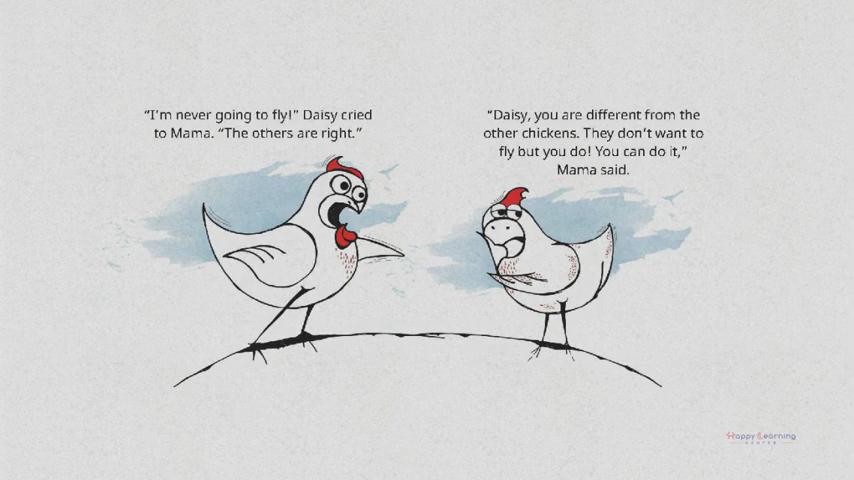 “I’m never going to fly!” Daisy cried
to Mama. “The others are right.”
“Daisy, you are different from the
other chickens. They don’t want to
fly but you do! You can do it,”
Mama said.
Happy Learning
CENTER